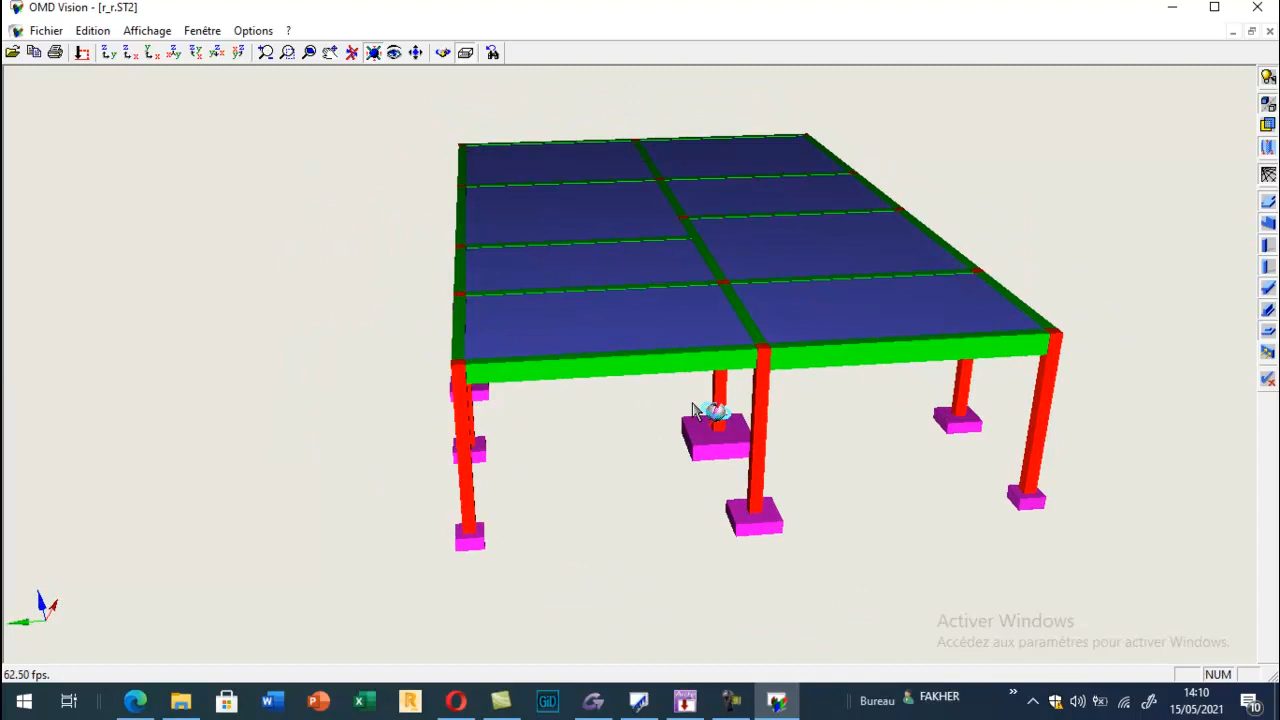 OMD Vision - [r_r.ST2]
Fichier Edition Affichage Fenêtre Options ?
Activer Windows
Accédez aux paramètres pour activer Windows.
62.50 fps.
NUM
Bureau
FAKHER
14:10
15/05/2021